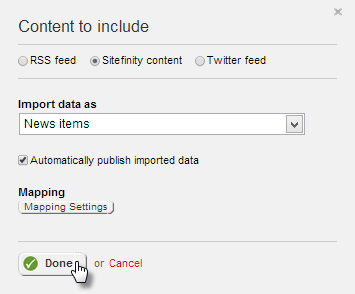 Content to include
RSS feed Sitefinity content Twitter feed
Import data as
News items
Automatically publish imported data
Mapping
Mapping Settings
Done or Cancel